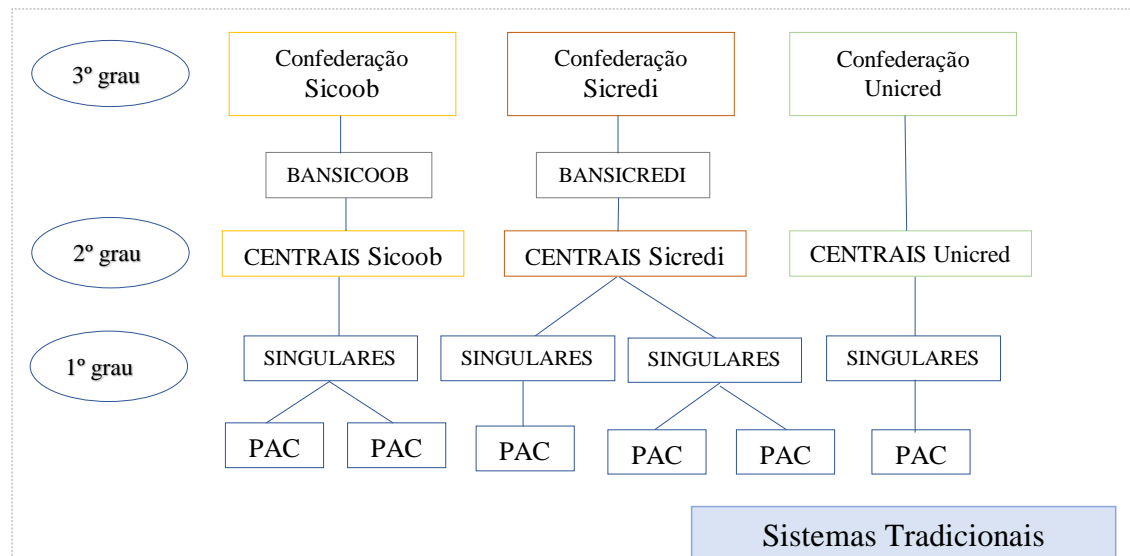 3º grau
Confederação
Sicoob
Confederação
Sicredi
Confederação
Unicred
BANSICOOB
BANSICREDI
2º grau
CENTRAIS Sicoob
CENTRAIS Sicredi
CENTRAIS Unicred
1º grau
SINGULARES
SINGULARES
SINGULARES
SINGULARES
PAC
PAC
PAC
PAC
PAC
PAC
Sistemas Tradicionais